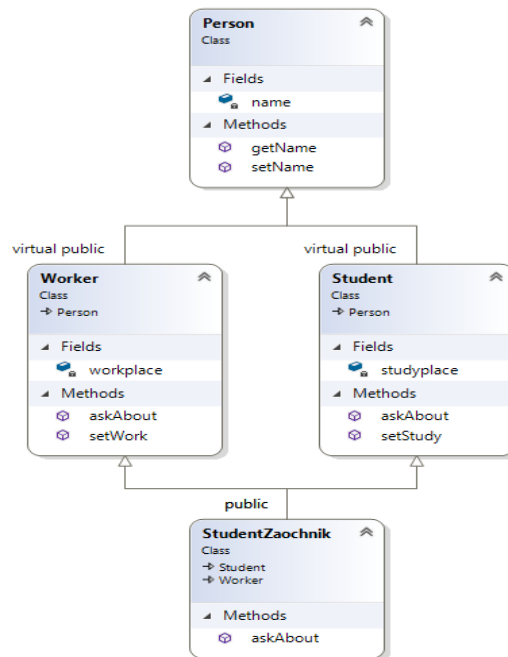 Person
Class
Fields
name
Methods
getName
setName
virtual public
virtual public
Worker
Class
Person
Fields
workplace
Methods
askAbout
setWork
Student
Class
Person
Fields
studyplace
Methods
askAbout
setStudy
public
StudentZaochnik
Class
Student
Worker
Methods
askAbout